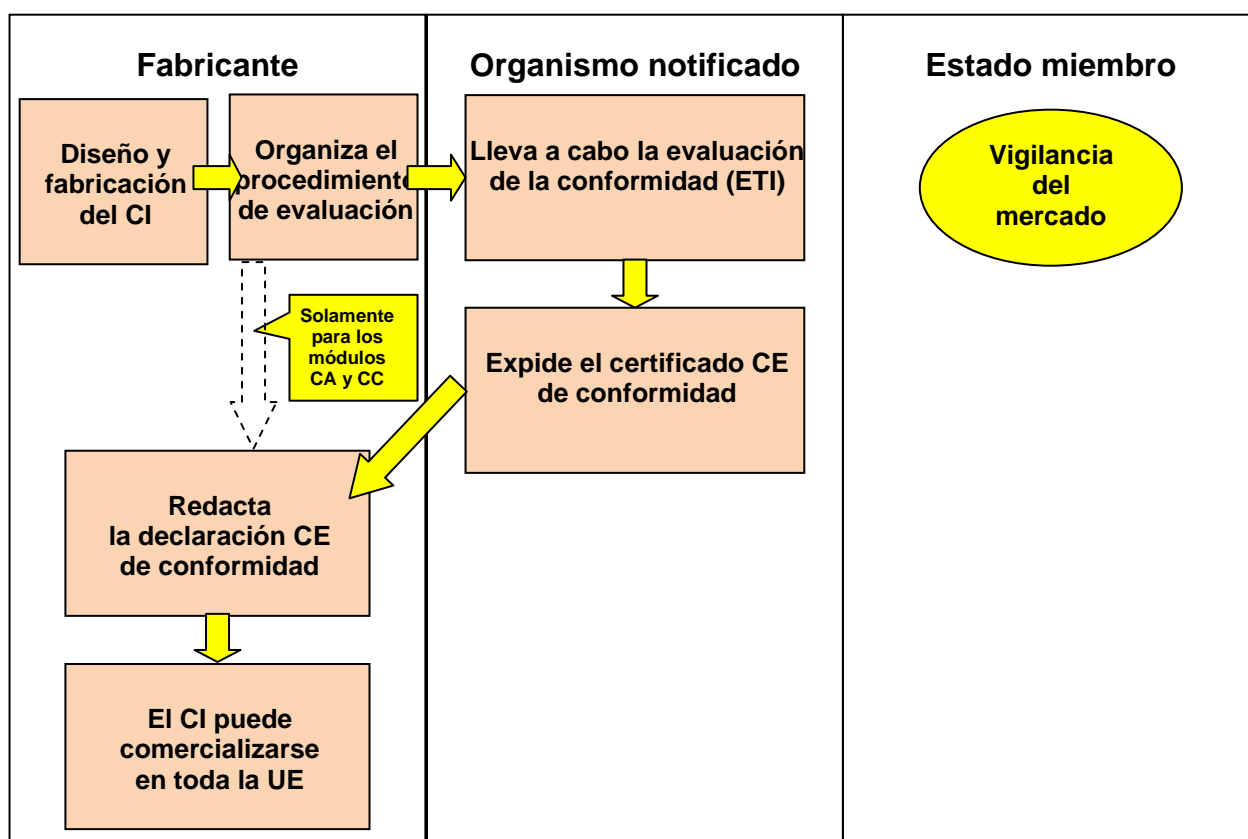 Fabricante
Organismo notificado
Estado miembro
Diseño y
fabricación
del CI
Organiza el
procedimiento
de evaluación
Lleva a cabo la evaluación
de la conformidad (ETI)
Vigilancia
del
mercado
Solamente
para los
módulos
CA y CC
Expide el certificado CE
de conformidad
Redacta
la declaración CE
de conformidad
El CI puede
comercializarse
en toda la UE